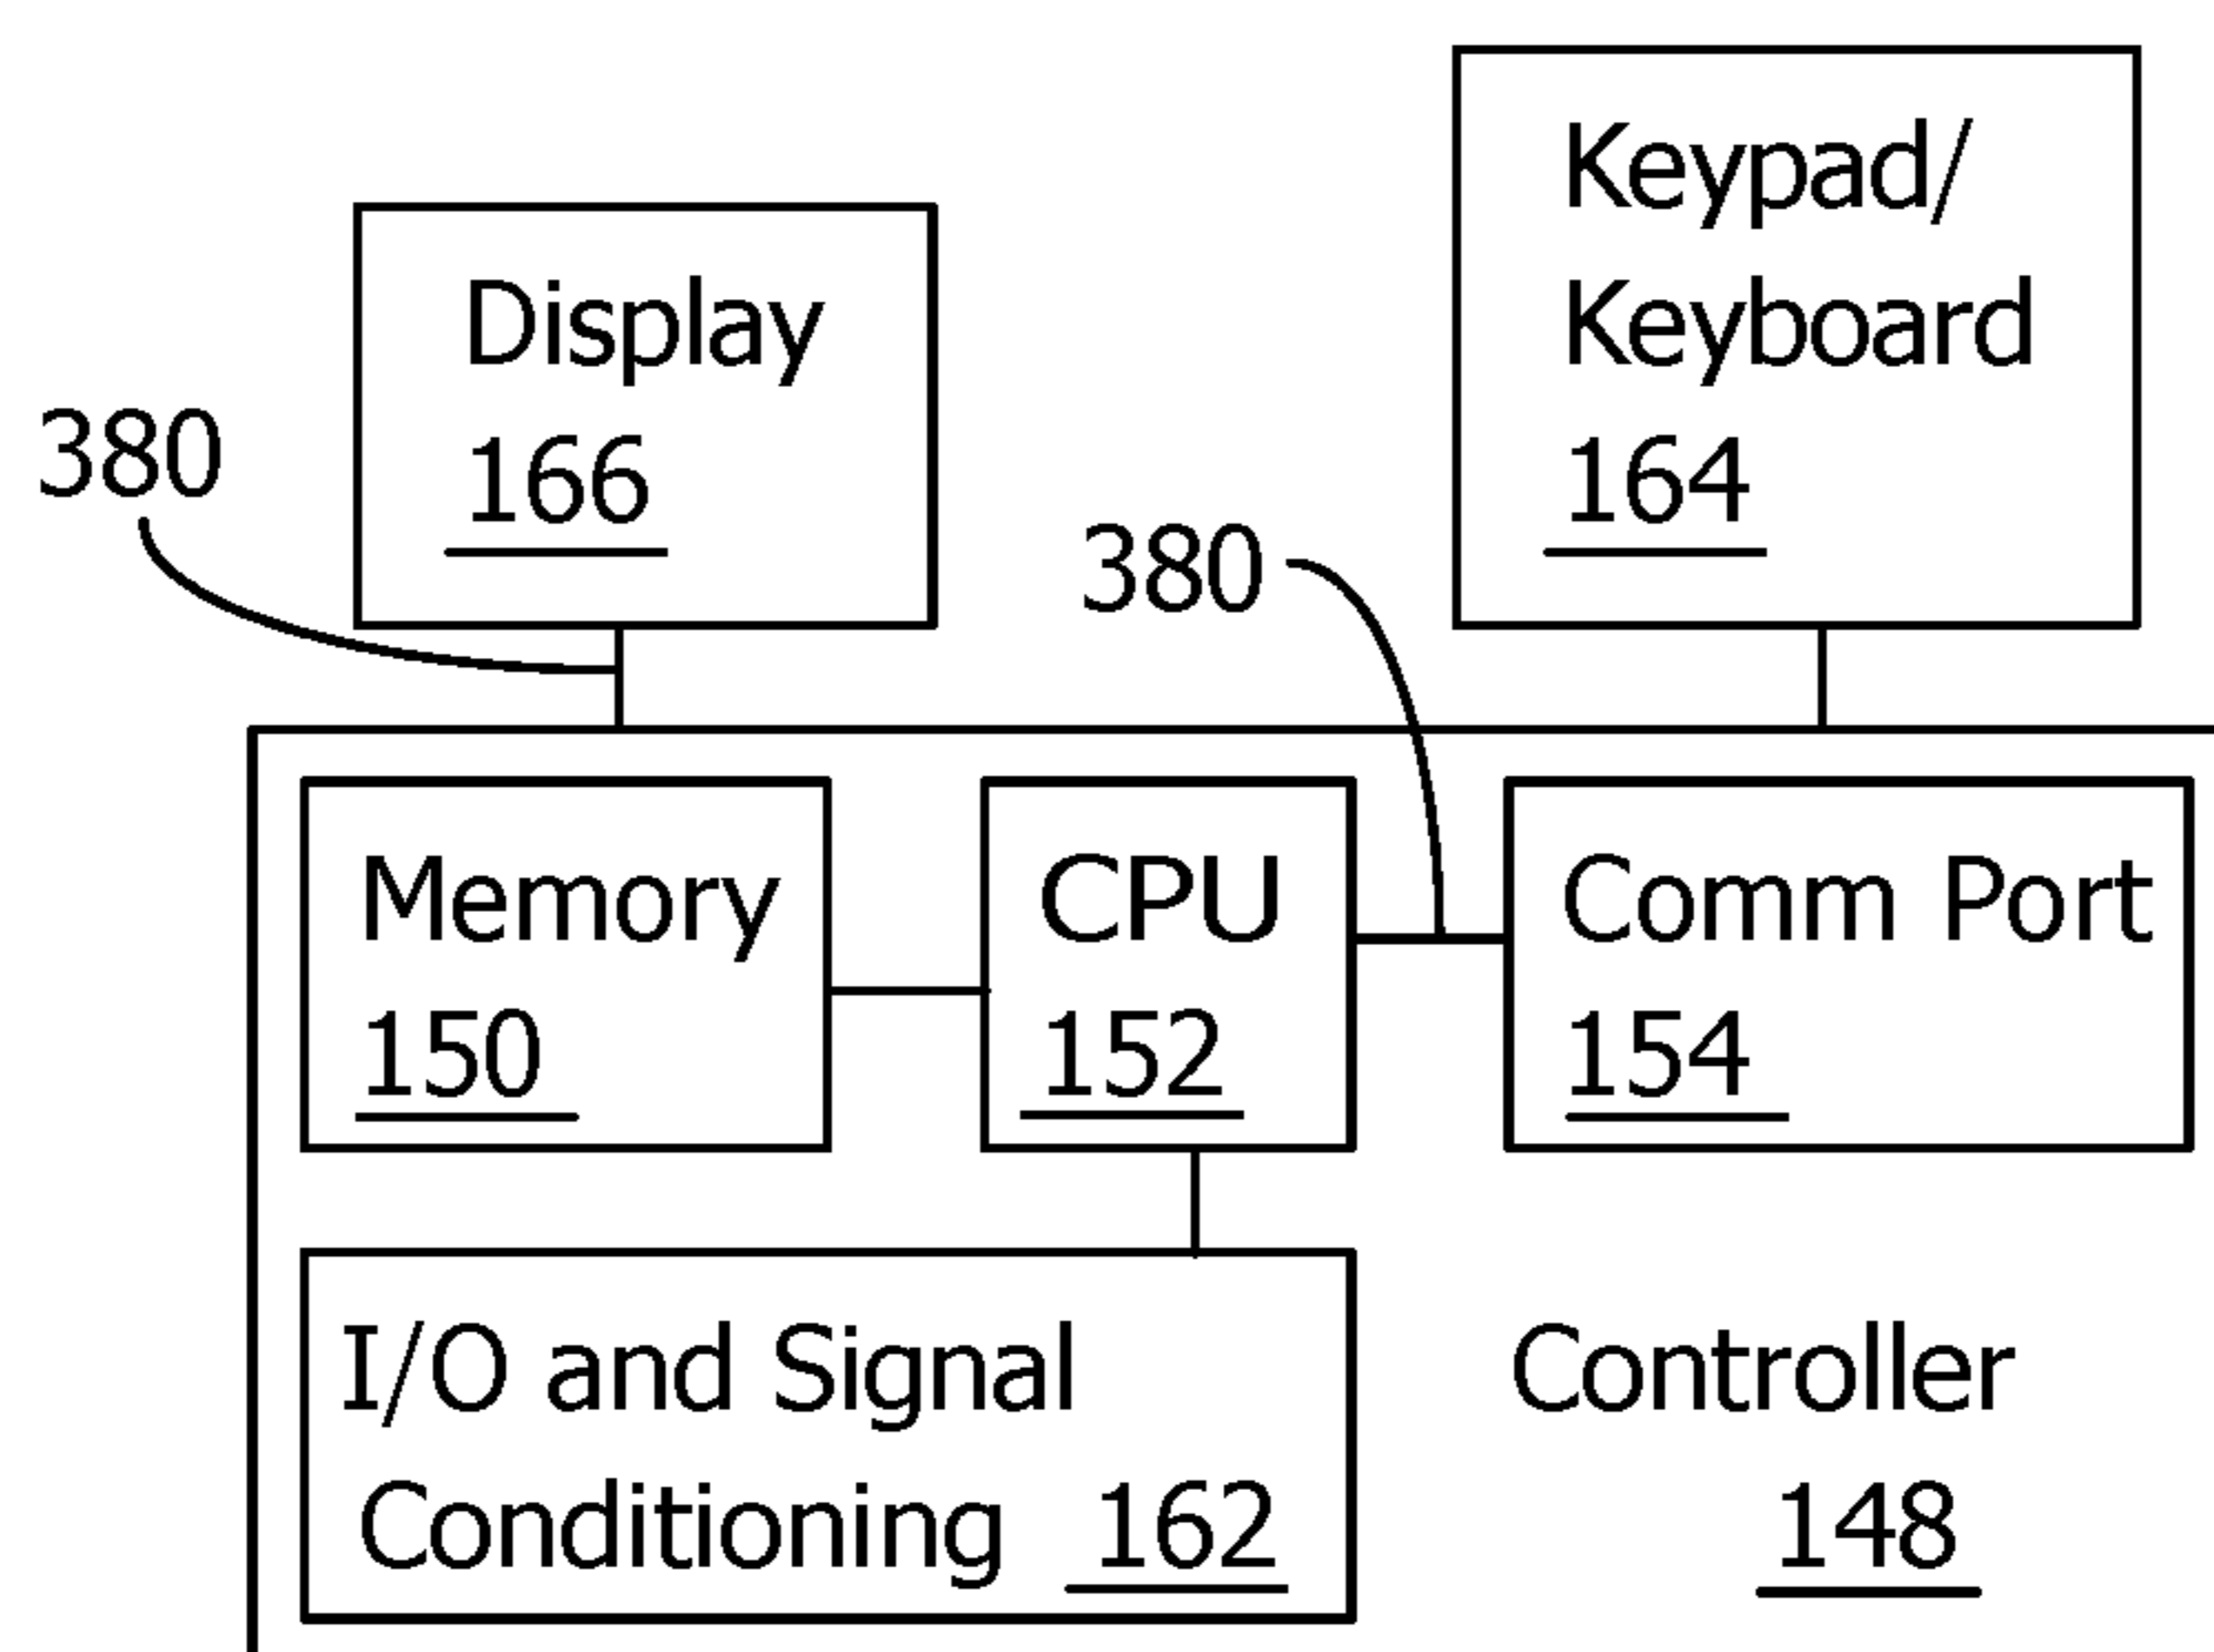 Keypad/
Keyboard
164
Display
166
380
380
Memory
150
CPU
152
Comm Port
154
I/O and Signal
Conditioning 162
Controller
148